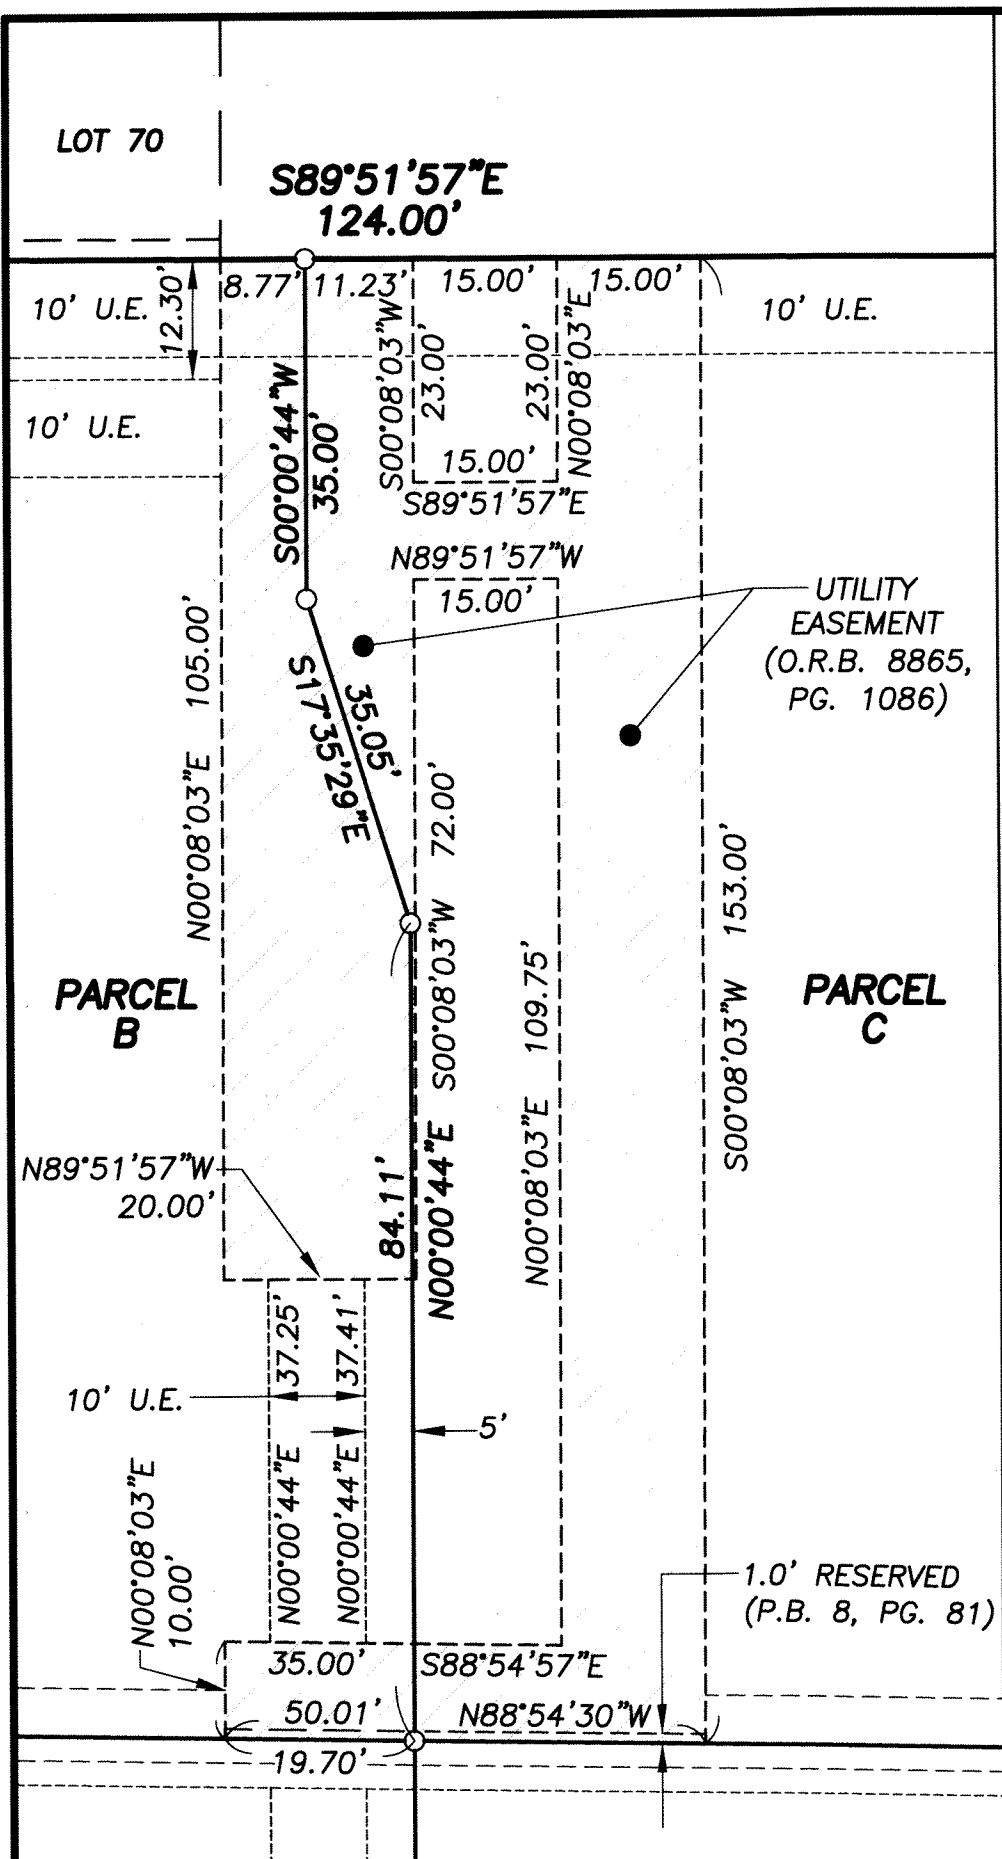 LOT 70
S89°51'57"E
124.00'
8.77'
11.23'
15.00'
15.00'
10' U.E.
12.30'
10' U.E.
10' U.E.
S00°00'44"W
35.00'
S00°08'03"W
23.00'
23.00'
N00°08'03"E
15.00'
S89°51'57"E
N89°51'57"W
15.00'
UTILITY
EASEMENT
(O.R.B. 8865,
PG. 1086)
N00°08'03"E 105.00'
S17°35'29"E
35.05'
S00°08'03"W 72.00'
N00°08'03"E 109.75'
S00°08'03"W 153.00'
PARCEL
B
PARCEL
C
N89°51'57"W
20.00'
84.11'
N00°00'44"E
10' U.E.
N00°00'44"E 37.25'
N00°00'44"E 37.41'
5'
N00°08'03"E
10.00'
1.0' RESERVED
(P.B. 8, PG. 81)
35.00'
S88°54'57"E
50.01'
N88°54'30"W
19.70'